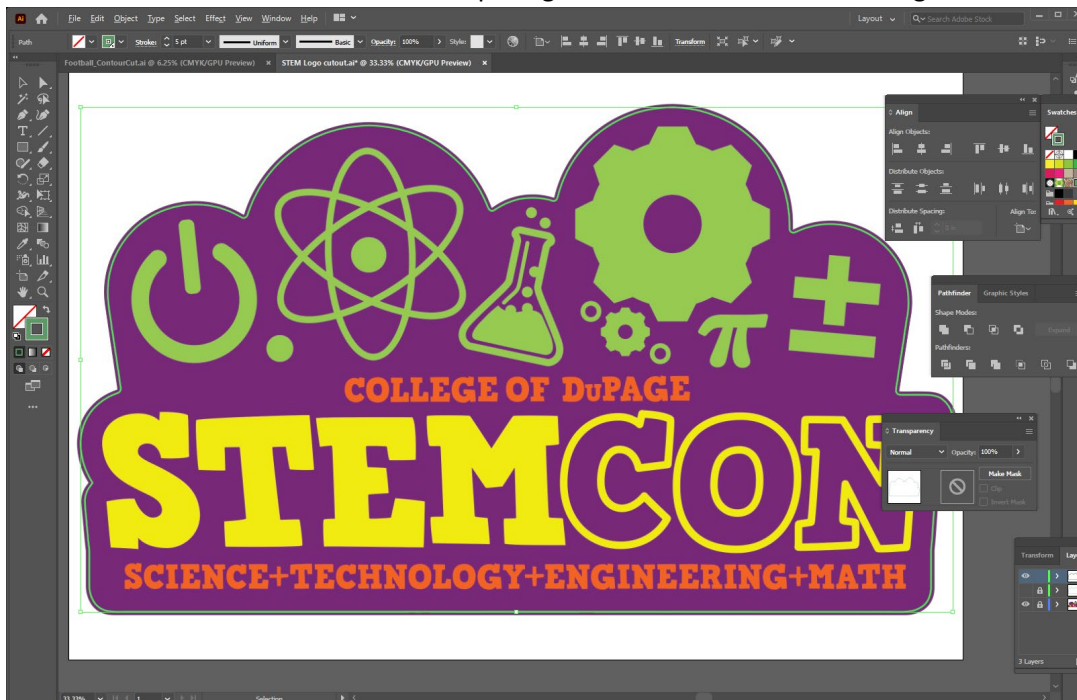 Ai File Edit Object Type Select Effect View Window Help Layout Search Adobe Stock
Path Stroke: 5 pt Uniform Basic Opacity: 100% Style: Transform
Football_ContourCut.ai @ 6.25% (CMYK/GPU Preview) × STEM Logo cutout.ai* @ 33.33% (CMYK/GPU Preview) ×
Align
Swatches
Align Objects:
Distribute Objects:
Distribute Spacing: Align To:
Pathfinder Graphic Styles
Shape Modes:
Expand
Pathfinders:
Transparency
Normal Opacity: 100%
Make Mask
Clip
Invert Mask
π ±
COLLEGE OF DuPAGE
STEMCON
SCIENCE+TECHNOLOGY+ENGINEERING+MATH
Transform
3 Layers
33.33% 1 Selection